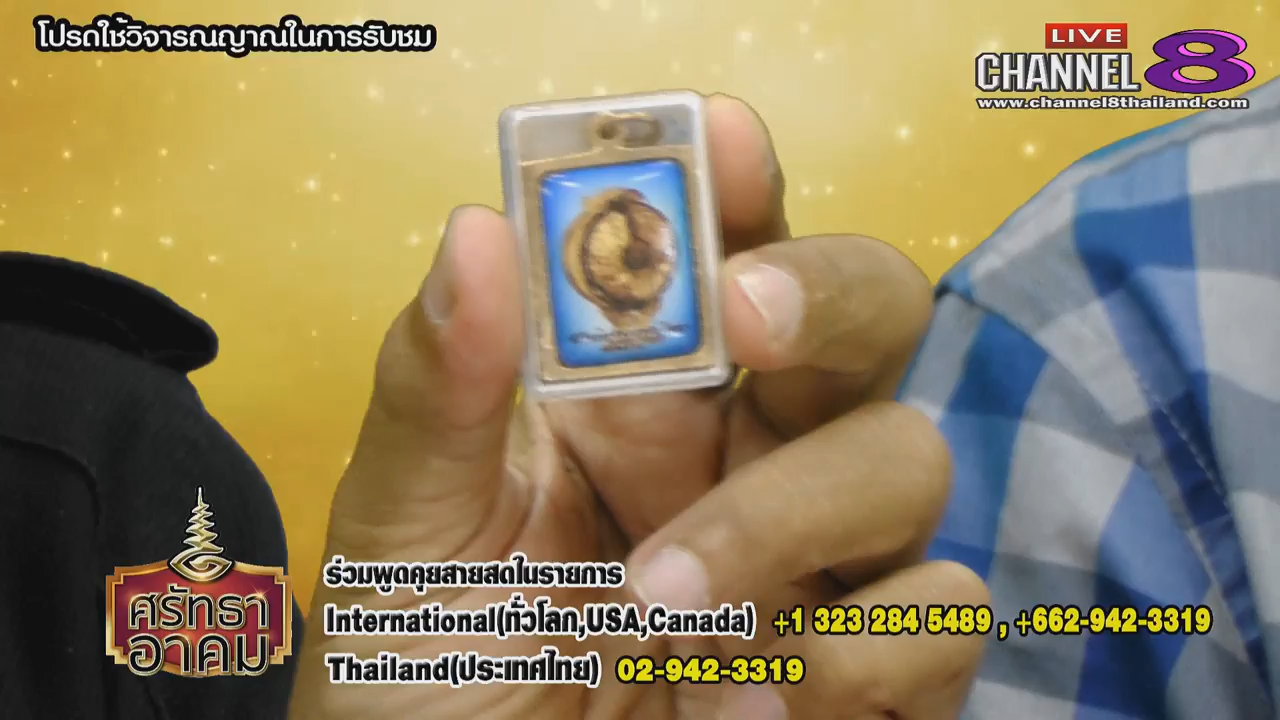 โปรดใช้วิจารณญาณในการรับชม
LIVE
CHANNEL 8
www.channel8thailand.com
ศรัทธา
อาคม
ร่วมพูดคุยสายสดในรายการ
International(ทั่วโลก,USA,Canada) +1 323 284 5489 , +662-942-3319
Thailand(ประเทศไทย) 02-942-3319